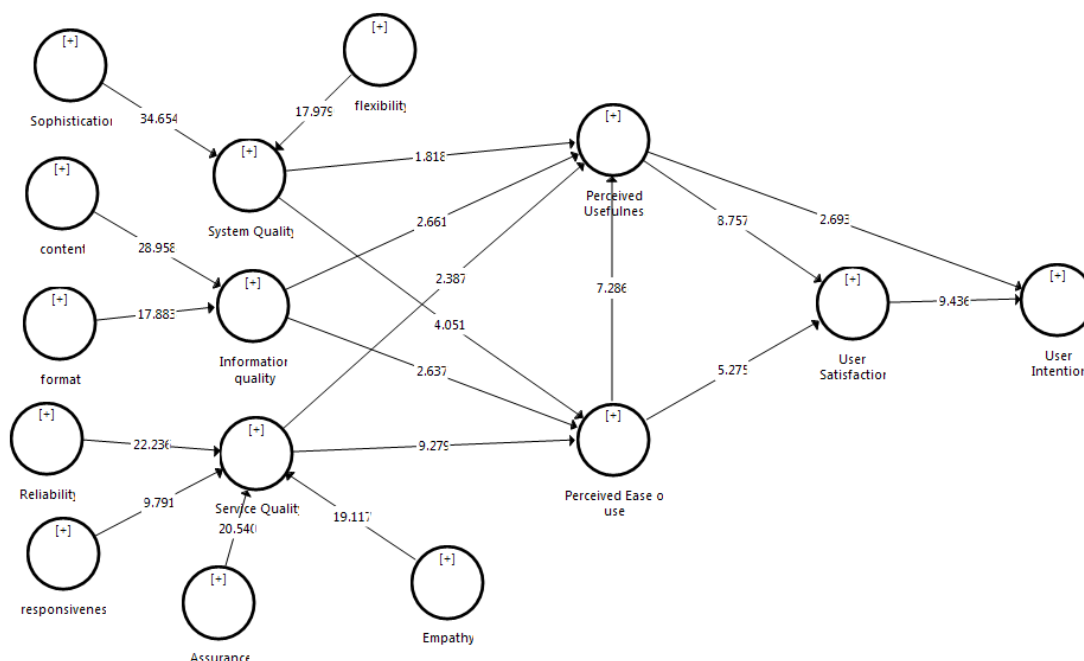 [+]
[+]
Sophistication
34.654
17.979
flexibility
[+]
[+]
[+]
1.818
content
System Quality
Perceived
Usefulnes
28.958
2.661
8.757
2.693
[+]
[+]
[+]
[+]
17.883
2.387
7.286
9.436
format
Information
quality
4.051
User
Satisfaction
User
Intention
2.637
5.275
[+]
[+]
[+]
22.236
9.279
Reliability
9.791
Service Quality
Perceived Ease o
use
[+]
20.540
19.117
[+]
[+]
responsivenes
Empathy
Assurance